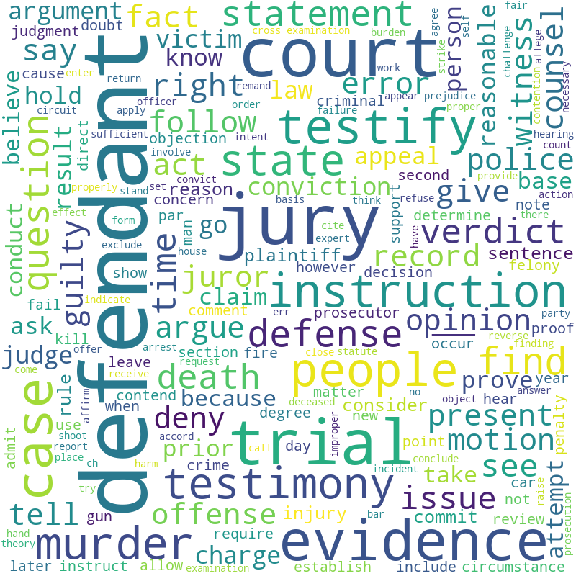 argument
doubt
fact
statement
cross examination
agree
burden
self
person
fair
challenge
allege
necessary
judgment
say
cause
enter
victim
know
court
error
strike
reasonable
witness
contention
counsel
believe
hold
return
circuit
sufficient
direct
result
defendant
officer
apply
right
law
work
order
demand
appear
prejudice
proper
criminal
follow
failure
objection
intent
testify
hearing
count
involve
act
state
appeal
police
provide
properly
convict
reason
conviction
second
base
conduct
question
effect
stand
set
concern
basis
think
support
refuse
give
note
action
form
par
man
go
jury
cite
determine
there
have
exclude
show
house
expert
plaintiff
decision
verdict
guilty
time
juror
however
record
sentence
fail
indicate
claim
instruction
felony
ask
kill
comment
err
prosecutor
opinion
party
argue
defense
occur
proof
judge
offer
arrest
leave
section
fire
close
statute
reverse
finding
come
request
contend
receive
death
people
find
prove
year
rule
affirm
when
because
matter
no
object
hear
answer
case
use
deny
degree
deceased
consider
new
present
admit
shoot
report
place
accord
prior
call
improper
point
motion
penalty
ch
harm
crime
day
trial
incident
conclude
take
see
attempt
try
tell
gun
testimony
issue
car
not
raise
hand
theory
offense
injury
bar
commit
review
prosecution
murder
require
charge
evidence
later
instruct
allow
examination
establish
include
circumstance